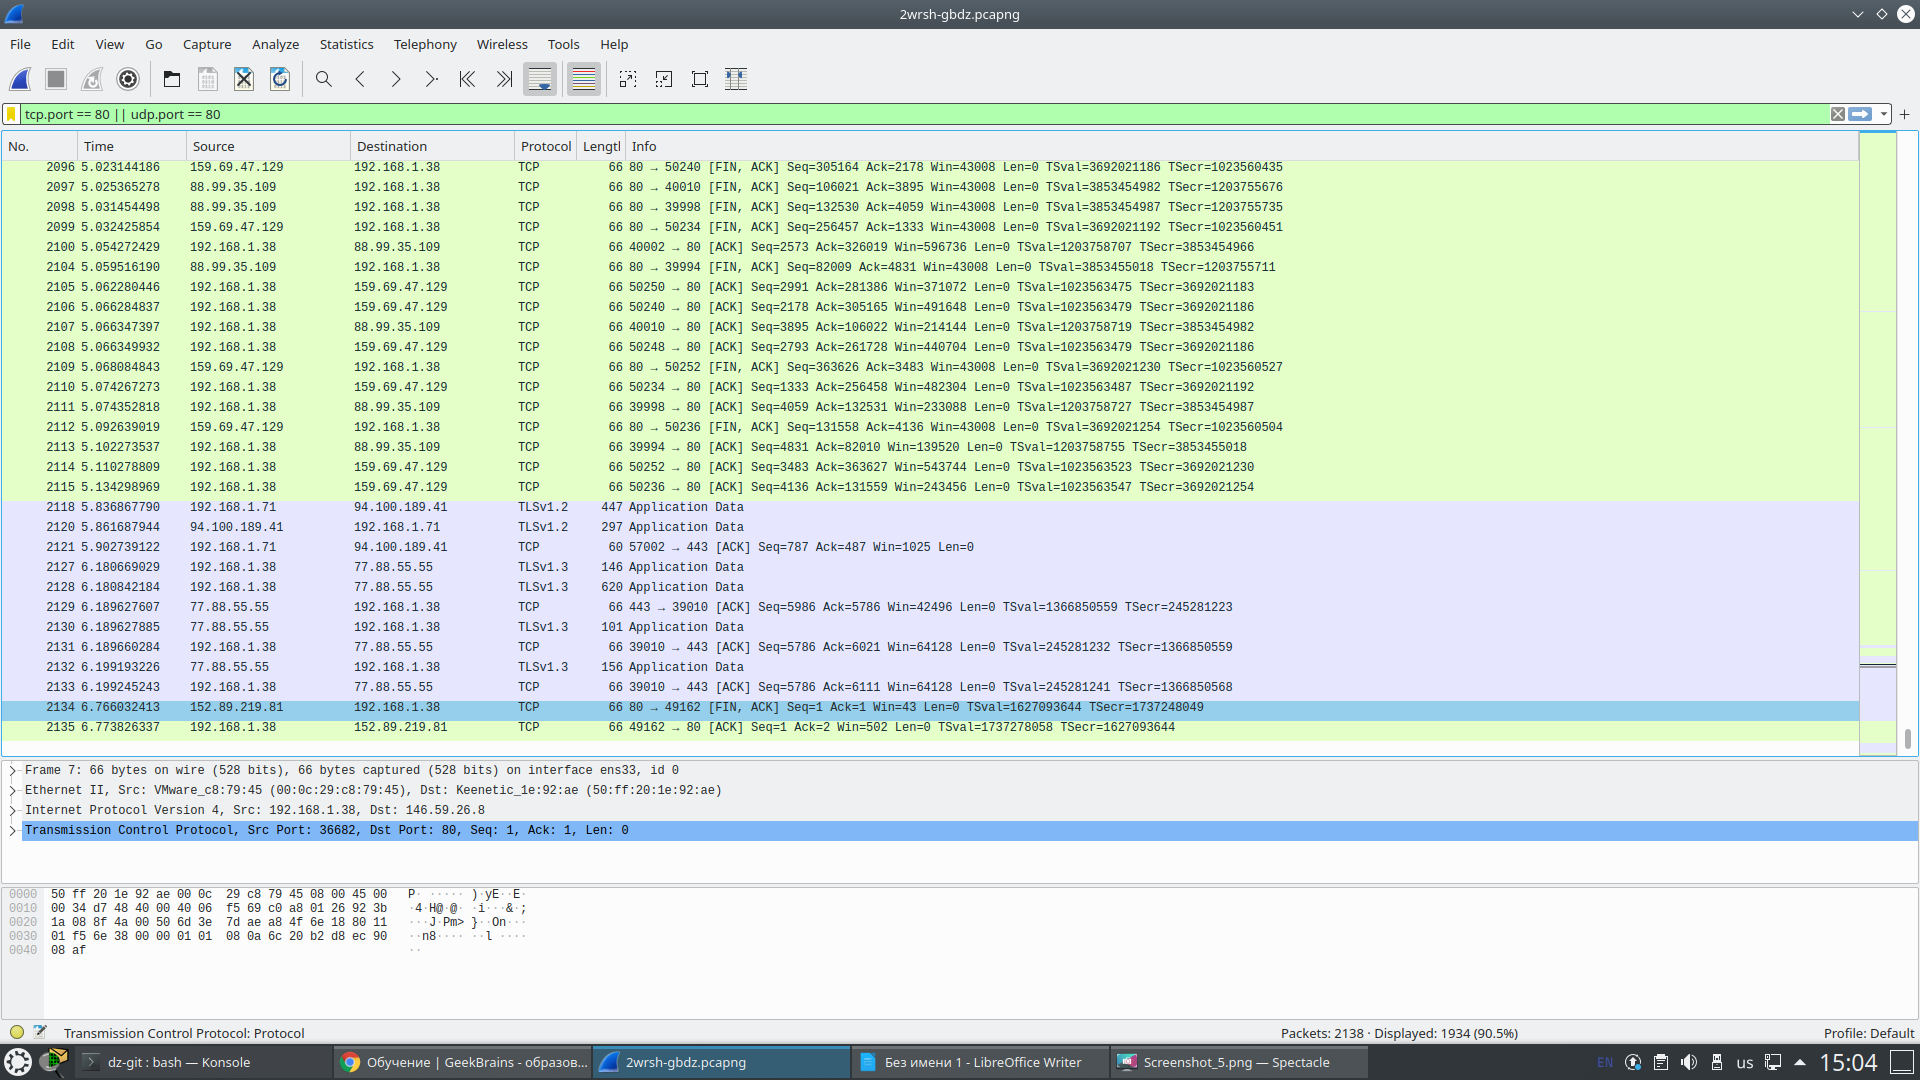 2wrsh-gbdz.pcapng
File Edit View Go Capture Analyze Statistics Telephony Wireless Tools Help
tcp.port == 80 || udp.port == 80
No. Time Source Destination Protocol Lengtl Info
2096 5.023144186 159.69.47.129 192.168.1.38 TCP 66 80 → 50240 [FIN, ACK] Seq=305164 Ack=2178 Win=43008 Len=0 TSval=3692021186 TSecr=1023560435
2097 5.025365278 88.99.35.109 192.168.1.38 TCP 66 80 → 40010 [FIN, ACK] Seq=106021 Ack=3895 Win=43008 Len=0 TSval=3853454982 TSecr=1203755676
2098 5.031454498 88.99.35.109 192.168.1.38 TCP 66 80 → 39998 [FIN, ACK] Seq=132530 Ack=4059 Win=43008 Len=0 TSval=3853454987 TSecr=1203755735
2099 5.032425854 159.69.47.129 192.168.1.38 TCP 66 80 → 50234 [FIN, ACK] Seq=256457 Ack=1333 Win=43008 Len=0 TSval=3692021192 TSecr=1023560451
2100 5.054272429 192.168.1.38 88.99.35.109 TCP 66 40002 → 80 [ACK] Seq=2573 Ack=326019 Win=596736 Len=0 TSval=1203758707 TSecr=3853454966
2104 5.059516190 88.99.35.109 192.168.1.38 TCP 66 80 → 39994 [FIN, ACK] Seq=82009 Ack=4831 Win=43008 Len=0 TSval=3853455018 TSecr=1203755711
2105 5.062280446 192.168.1.38 159.69.47.129 TCP 66 50250 → 80 [ACK] Seq=2991 Ack=281386 Win=371072 Len=0 TSval=1023563475 TSecr=3692021183
2106 5.066284837 192.168.1.38 159.69.47.129 TCP 66 50240 → 80 [ACK] Seq=2178 Ack=305165 Win=491648 Len=0 TSval=1023563479 TSecr=3692021186
2107 5.066347397 192.168.1.38 88.99.35.109 TCP 66 40010 → 80 [ACK] Seq=3895 Ack=106022 Win=214144 Len=0 TSval=1203758719 TSecr=3853454982
2108 5.066349932 192.168.1.38 159.69.47.129 TCP 66 50248 → 80 [ACK] Seq=2793 Ack=261728 Win=440704 Len=0 TSval=1023563479 TSecr=3692021186
2109 5.068084843 159.69.47.129 192.168.1.38 TCP 66 80 → 50252 [FIN, ACK] Seq=363626 Ack=3483 Win=43008 Len=0 TSval=3692021230 TSecr=1023560527
2110 5.074267273 192.168.1.38 159.69.47.129 TCP 66 50234 → 80 [ACK] Seq=1333 Ack=256458 Win=482304 Len=0 TSval=1023563487 TSecr=3692021192
2111 5.074352818 192.168.1.38 88.99.35.109 TCP 66 39998 → 80 [ACK] Seq=4059 Ack=132531 Win=233088 Len=0 TSval=1203758727 TSecr=3853454987
2112 5.092639019 159.69.47.129 192.168.1.38 TCP 66 80 → 50236 [FIN, ACK] Seq=131558 Ack=4136 Win=43008 Len=0 TSval=3692021254 TSecr=1023560504
2113 5.102273537 192.168.1.38 88.99.35.109 TCP 66 39994 → 80 [ACK] Seq=4831 Ack=82010 Win=139520 Len=0 TSval=1203758755 TSecr=3853455018
2114 5.110278809 192.168.1.38 159.69.47.129 TCP 66 50252 → 80 [ACK] Seq=3483 Ack=363627 Win=543744 Len=0 TSval=1023563523 TSecr=3692021230
2115 5.134298969 192.168.1.38 159.69.47.129 TCP 66 50236 → 80 [ACK] Seq=4136 Ack=131559 Win=243456 Len=0 TSval=1023563547 TSecr=3692021254
2118 5.836867790 192.168.1.71 94.100.189.41 TLSv1.2 447 Application Data
2120 5.861687944 94.100.189.41 192.168.1.71 TLSv1.2 297 Application Data
2121 5.902739122 192.168.1.71 94.100.189.41 TCP 60 57002 → 443 [ACK] Seq=787 Ack=487 Win=1025 Len=0
2127 6.180669029 192.168.1.38 77.88.55.55 TLSv1.3 146 Application Data
2128 6.180842184 192.168.1.38 77.88.55.55 TLSv1.3 620 Application Data
2129 6.189627607 77.88.55.55 192.168.1.38 TCP 66 443 → 39010 [ACK] Seq=5986 Ack=5786 Win=42496 Len=0 TSval=1366850559 TSecr=245281223
2130 6.189627885 77.88.55.55 192.168.1.38 TLSv1.3 101 Application Data
2131 6.189660284 192.168.1.38 77.88.55.55 TCP 66 39010 → 443 [ACK] Seq=5786 Ack=6021 Win=64128 Len=0 TSval=245281232 TSecr=1366850559
2132 6.199193226 77.88.55.55 192.168.1.38 TLSv1.3 156 Application Data
2133 6.199245243 192.168.1.38 77.88.55.55 TCP 66 39010 → 443 [ACK] Seq=5786 Ack=6111 Win=64128 Len=0 TSval=245281241 TSecr=1366850568
2134 6.766032413 152.89.219.81 192.168.1.38 TCP 66 80 → 49162 [FIN, ACK] Seq=1 Ack=1 Win=43 Len=0 TSval=1627093644 TSecr=1737248049
2135 6.773826337 192.168.1.38 152.89.219.81 TCP 66 49162 → 80 [ACK] Seq=1 Ack=2 Win=502 Len=0 TSval=1737278058 TSecr=1627093644
Frame 7: 66 bytes on wire (528 bits), 66 bytes captured (528 bits) on interface ens33, id 0
Ethernet II, Src: VMware_c8:79:45 (00:0c:29:c8:79:45), Dst: Keenetic_1e:92:ae (50:ff:20:1e:92:ae)
Internet Protocol Version 4, Src: 192.168.1.38, Dst: 146.59.26.8
Transmission Control Protocol, Src Port: 36682, Dst Port: 80, Seq: 1, Ack: 1, Len: 0
0000 50 ff 20 1e 92 ae 00 0c 29 c8 79 45 08 00 45 00 P· ····· )·yE··E·
0010 00 34 d7 48 40 00 40 06 f5 69 c0 a8 01 26 92 3b ·4·H@·@· ·i···&·;
0020 1a 08 8f 4a 00 50 6d 3e 7d ae a8 4f 6e 18 80 11 ···J·Pm> }··On···
0030 01 f5 6e 38 00 00 01 01 08 0a 6c 20 b2 d8 ec 90 ··n8···· ··l ····
0040 08 af ··
Transmission Control Protocol: Protocol Packets: 2138 · Displayed: 1934 (90.5%) Profile: Default
dz-git : bash — Konsole Обучение | GeekBrains - образов... 2wrsh-gbdz.pcapng Без имени 1 - LibreOffice Writer Screenshot_5.png — Spectacle EN us 15:04